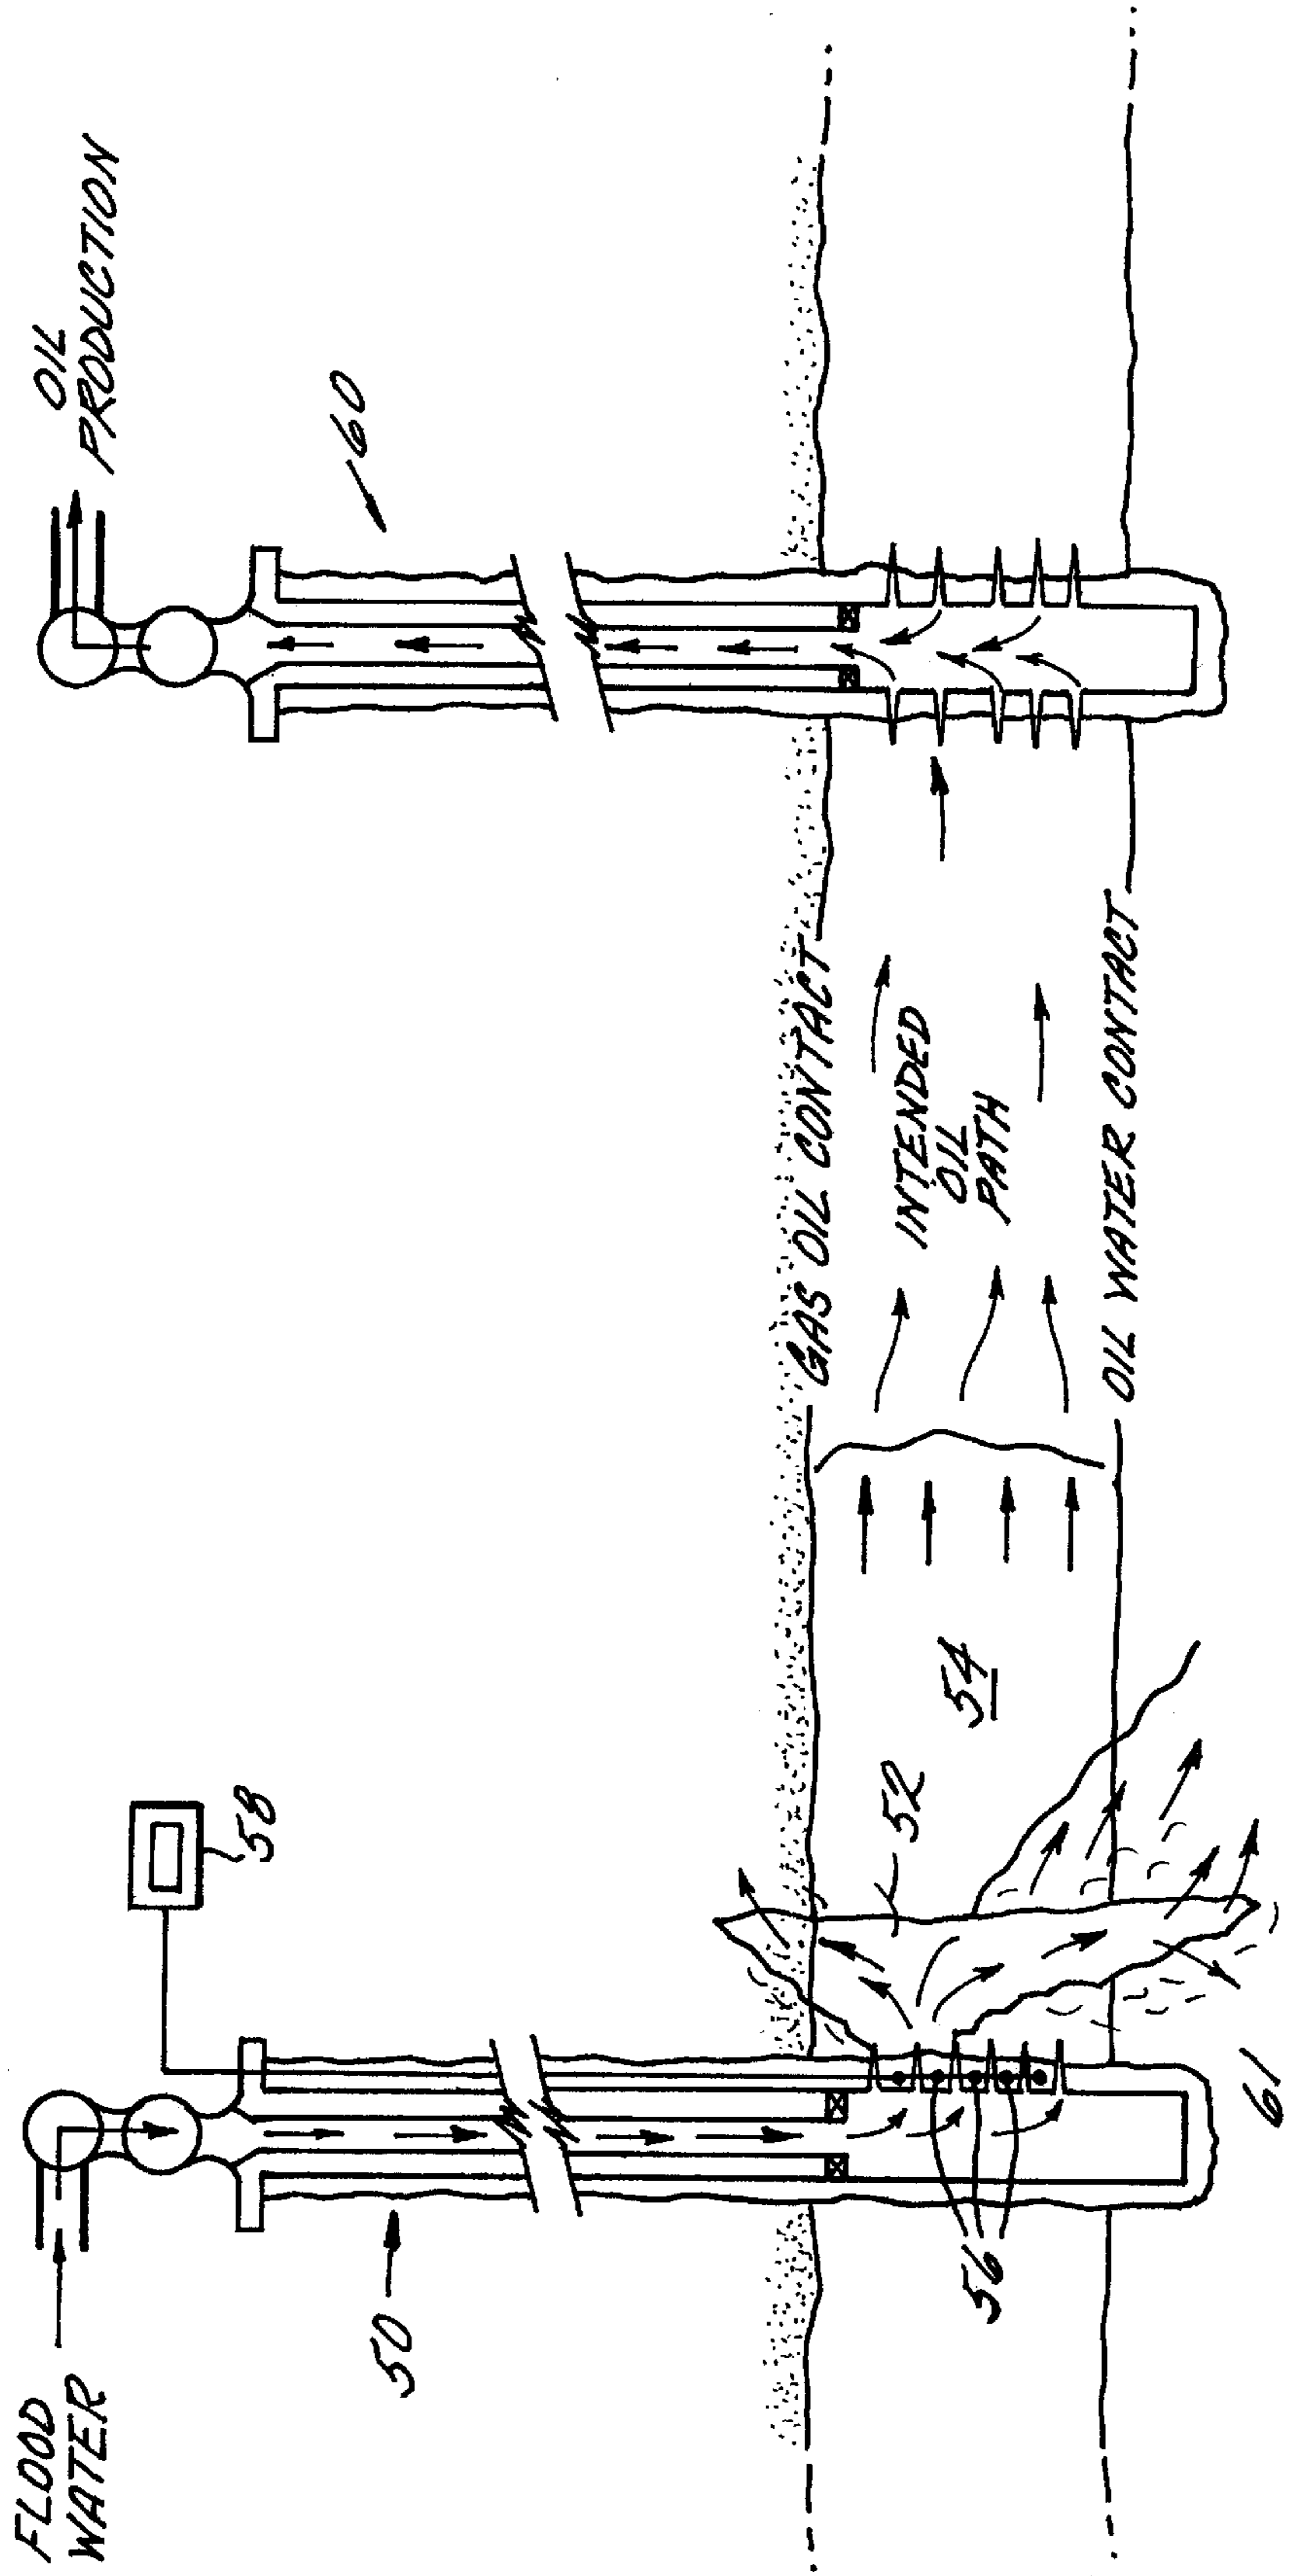 FLOOD
WATER
50
58
OIL
PRODUCTION
60
GAS OIL CONTACT
52
54
INTENDED
OIL
PATH
56
OIL WATER CONTACT
61